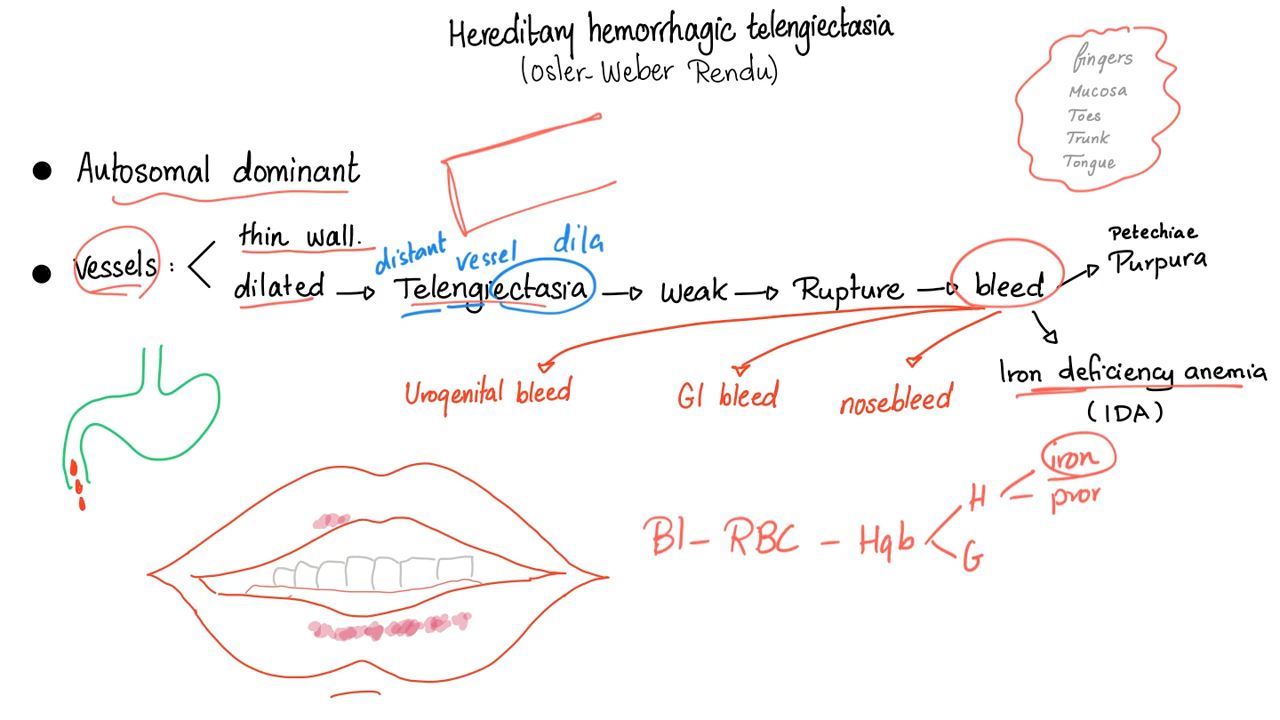 Hereditary hemorrhagic telengiectasia
(Osler-Weber Rendu)
fingers
Mucosa
Toes
Trunk
Tongue
● Autosomal dominant
● Vessels: < thin wall.
dilated → Telengiectasia → Weak → Rupture → bleed
distant vessel dila
Petechiae
Purpura
Urogenital bleed
GI bleed
nosebleed
Iron deficiency anemia
(IDA)
Bl - RBC - Hgb < H
G
iron
pror